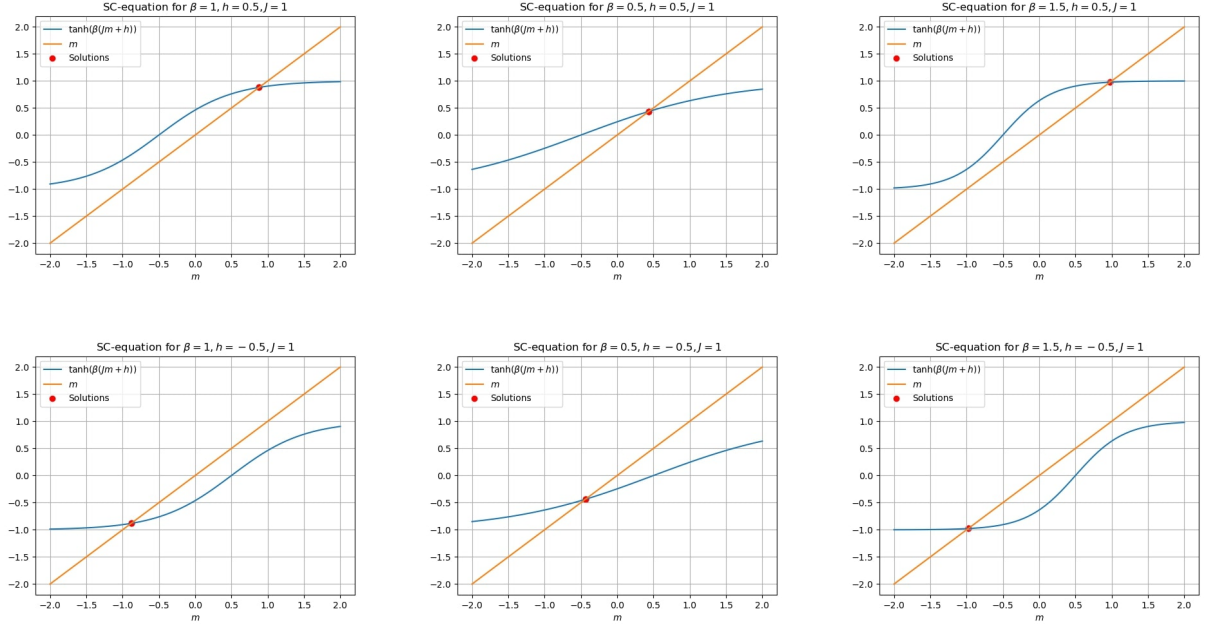 SC-equation for β = 1, h = 0.5, J = 1
tanh(β(Jm + h))
m
Solutions
2.0
1.5
1.0
0.5
0.0
−0.5
−1.0
−1.5
−2.0
−2.0 −1.5 −1.0 −0.5 0.0 0.5 1.0 1.5 2.0
m
SC-equation for β = 0.5, h = 0.5, J = 1
tanh(β(Jm + h))
m
Solutions
2.0
1.5
1.0
0.5
0.0
−0.5
−1.0
−1.5
−2.0
−2.0 −1.5 −1.0 −0.5 0.0 0.5 1.0 1.5 2.0
m
SC-equation for β = 1.5, h = 0.5, J = 1
tanh(β(Jm + h))
m
Solutions
2.0
1.5
1.0
0.5
0.0
−0.5
−1.0
−1.5
−2.0
−2.0 −1.5 −1.0 −0.5 0.0 0.5 1.0 1.5 2.0
m
SC-equation for β = 1, h = −0.5, J = 1
tanh(β(Jm + h))
m
Solutions
2.0
1.5
1.0
0.5
0.0
−0.5
−1.0
−1.5
−2.0
−2.0 −1.5 −1.0 −0.5 0.0 0.5 1.0 1.5 2.0
m
SC-equation for β = 0.5, h = −0.5, J = 1
tanh(β(Jm + h))
m
Solutions
2.0
1.5
1.0
0.5
0.0
−0.5
−1.0
−1.5
−2.0
−2.0 −1.5 −1.0 −0.5 0.0 0.5 1.0 1.5 2.0
m
SC-equation for β = 1.5, h = −0.5, J = 1
tanh(β(Jm + h))
m
Solutions
2.0
1.5
1.0
0.5
0.0
−0.5
−1.0
−1.5
−2.0
−2.0 −1.5 −1.0 −0.5 0.0 0.5 1.0 1.5 2.0
m